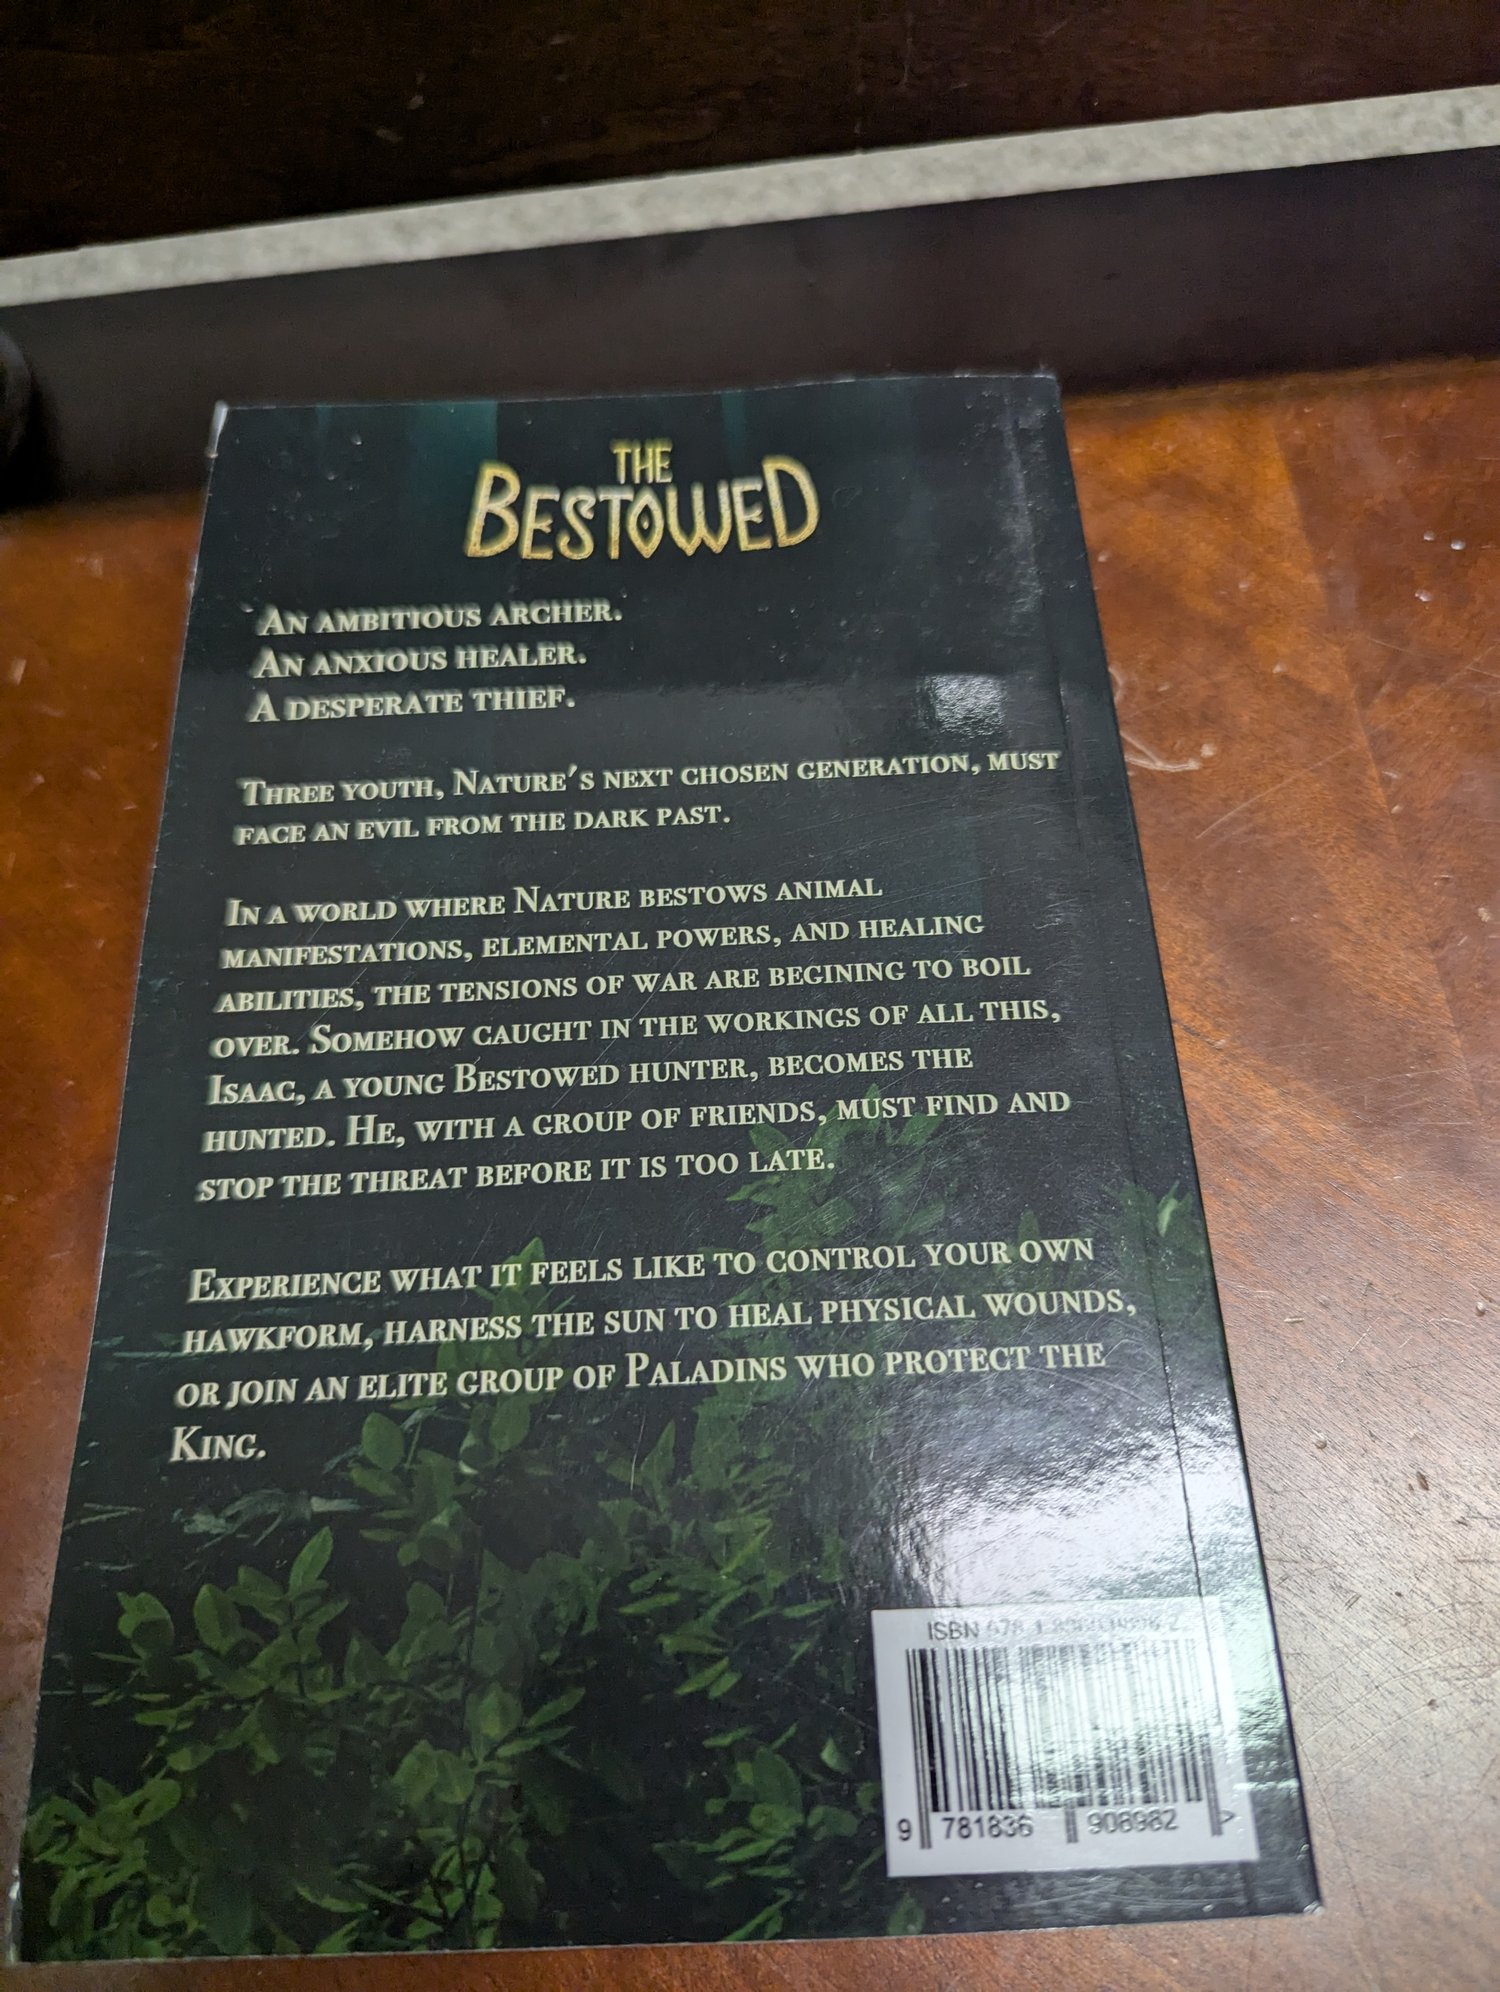 THE
BESTOWED
AN AMBITIOUS ARCHER.
AN ANXIOUS HEALER.
A DESPERATE THIEF.
THREE YOUTH, NATURE'S NEXT CHOSEN GENERATION, MUST
FACE AN EVIL FROM THE DARK PAST.
IN A WORLD WHERE NATURE BESTOWS ANIMAL
MANIFESTATIONS, ELEMENTAL POWERS, AND HEALING
ABILITIES, THE TENSIONS OF WAR ARE BEGINING TO BOIL
OVER. SOMEHOW CAUGHT IN THE WORKINGS OF ALL THIS,
ISAAC, A YOUNG BESTOWED HUNTER, BECOMES THE
HUNTED. HE, WITH A GROUP OF FRIENDS, MUST FIND AND
STOP THE THREAT BEFORE IT IS TOO LATE.
EXPERIENCE WHAT IT FEELS LIKE TO CONTROL YOUR OWN
HAWKFORM, HARNESS THE SUN TO HEAL PHYSICAL WOUNDS,
OR JOIN AN ELITE GROUP OF PALADINS WHO PROTECT THE
KING.
ISBN
9 781836 908982 >